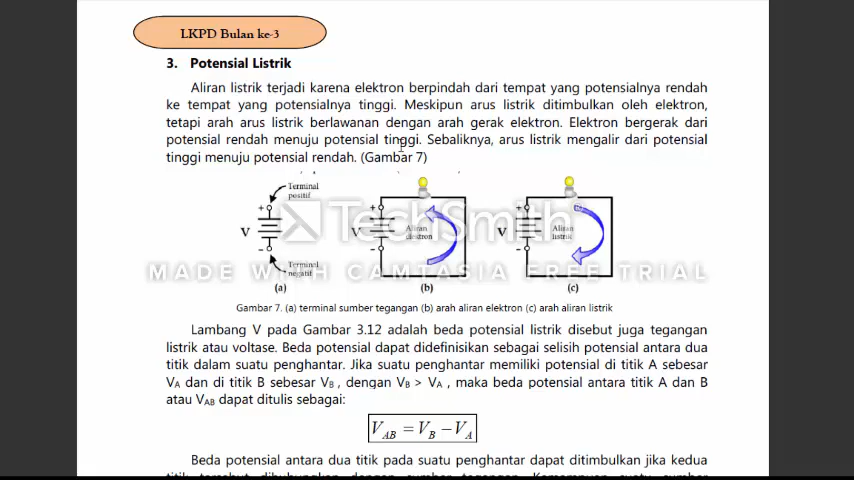 LKPD Bulan ke-3
3. Potensial Listrik
Aliran listrik terjadi karena elektron berpindah dari tempat yang potensialnya rendah
ke tempat yang potensialnya tinggi. Meskipun arus listrik ditimbulkan oleh elektron,
tetapi arah arus listrik berlawanan dengan arah gerak elektron. Elektron bergerak dari
potensial rendah menuju potensial tinggi. Sebaliknya, arus listrik mengalir dari potensial
tinggi menuju potensial rendah. (Gambar 7)
Terminal
positif
+
V
−
Terminal
negatif
(a)
+
V
−
Aliran
elektron
(b)
+
V
−
Aliran
listrik
(c)
TechSmith
MADE WITH CAMTASIA FREE TRIAL
Gambar 7. (a) terminal sumber tegangan (b) arah aliran elektron (c) arah aliran listrik
Lambang V pada Gambar 3.12 adalah beda potensial listrik disebut juga tegangan
listrik atau voltase. Beda potensial dapat didefinisikan sebagai selisih potensial antara dua
titik dalam suatu penghantar. Jika suatu penghantar memiliki potensial di titik A sebesar
VA dan di titik B sebesar VB , dengan VB > VA , maka beda potensial antara titik A dan B
atau VAB dapat ditulis sebagai:
VAB = VB − VA
Beda potensial antara dua titik pada suatu penghantar dapat ditimbulkan jika kedua